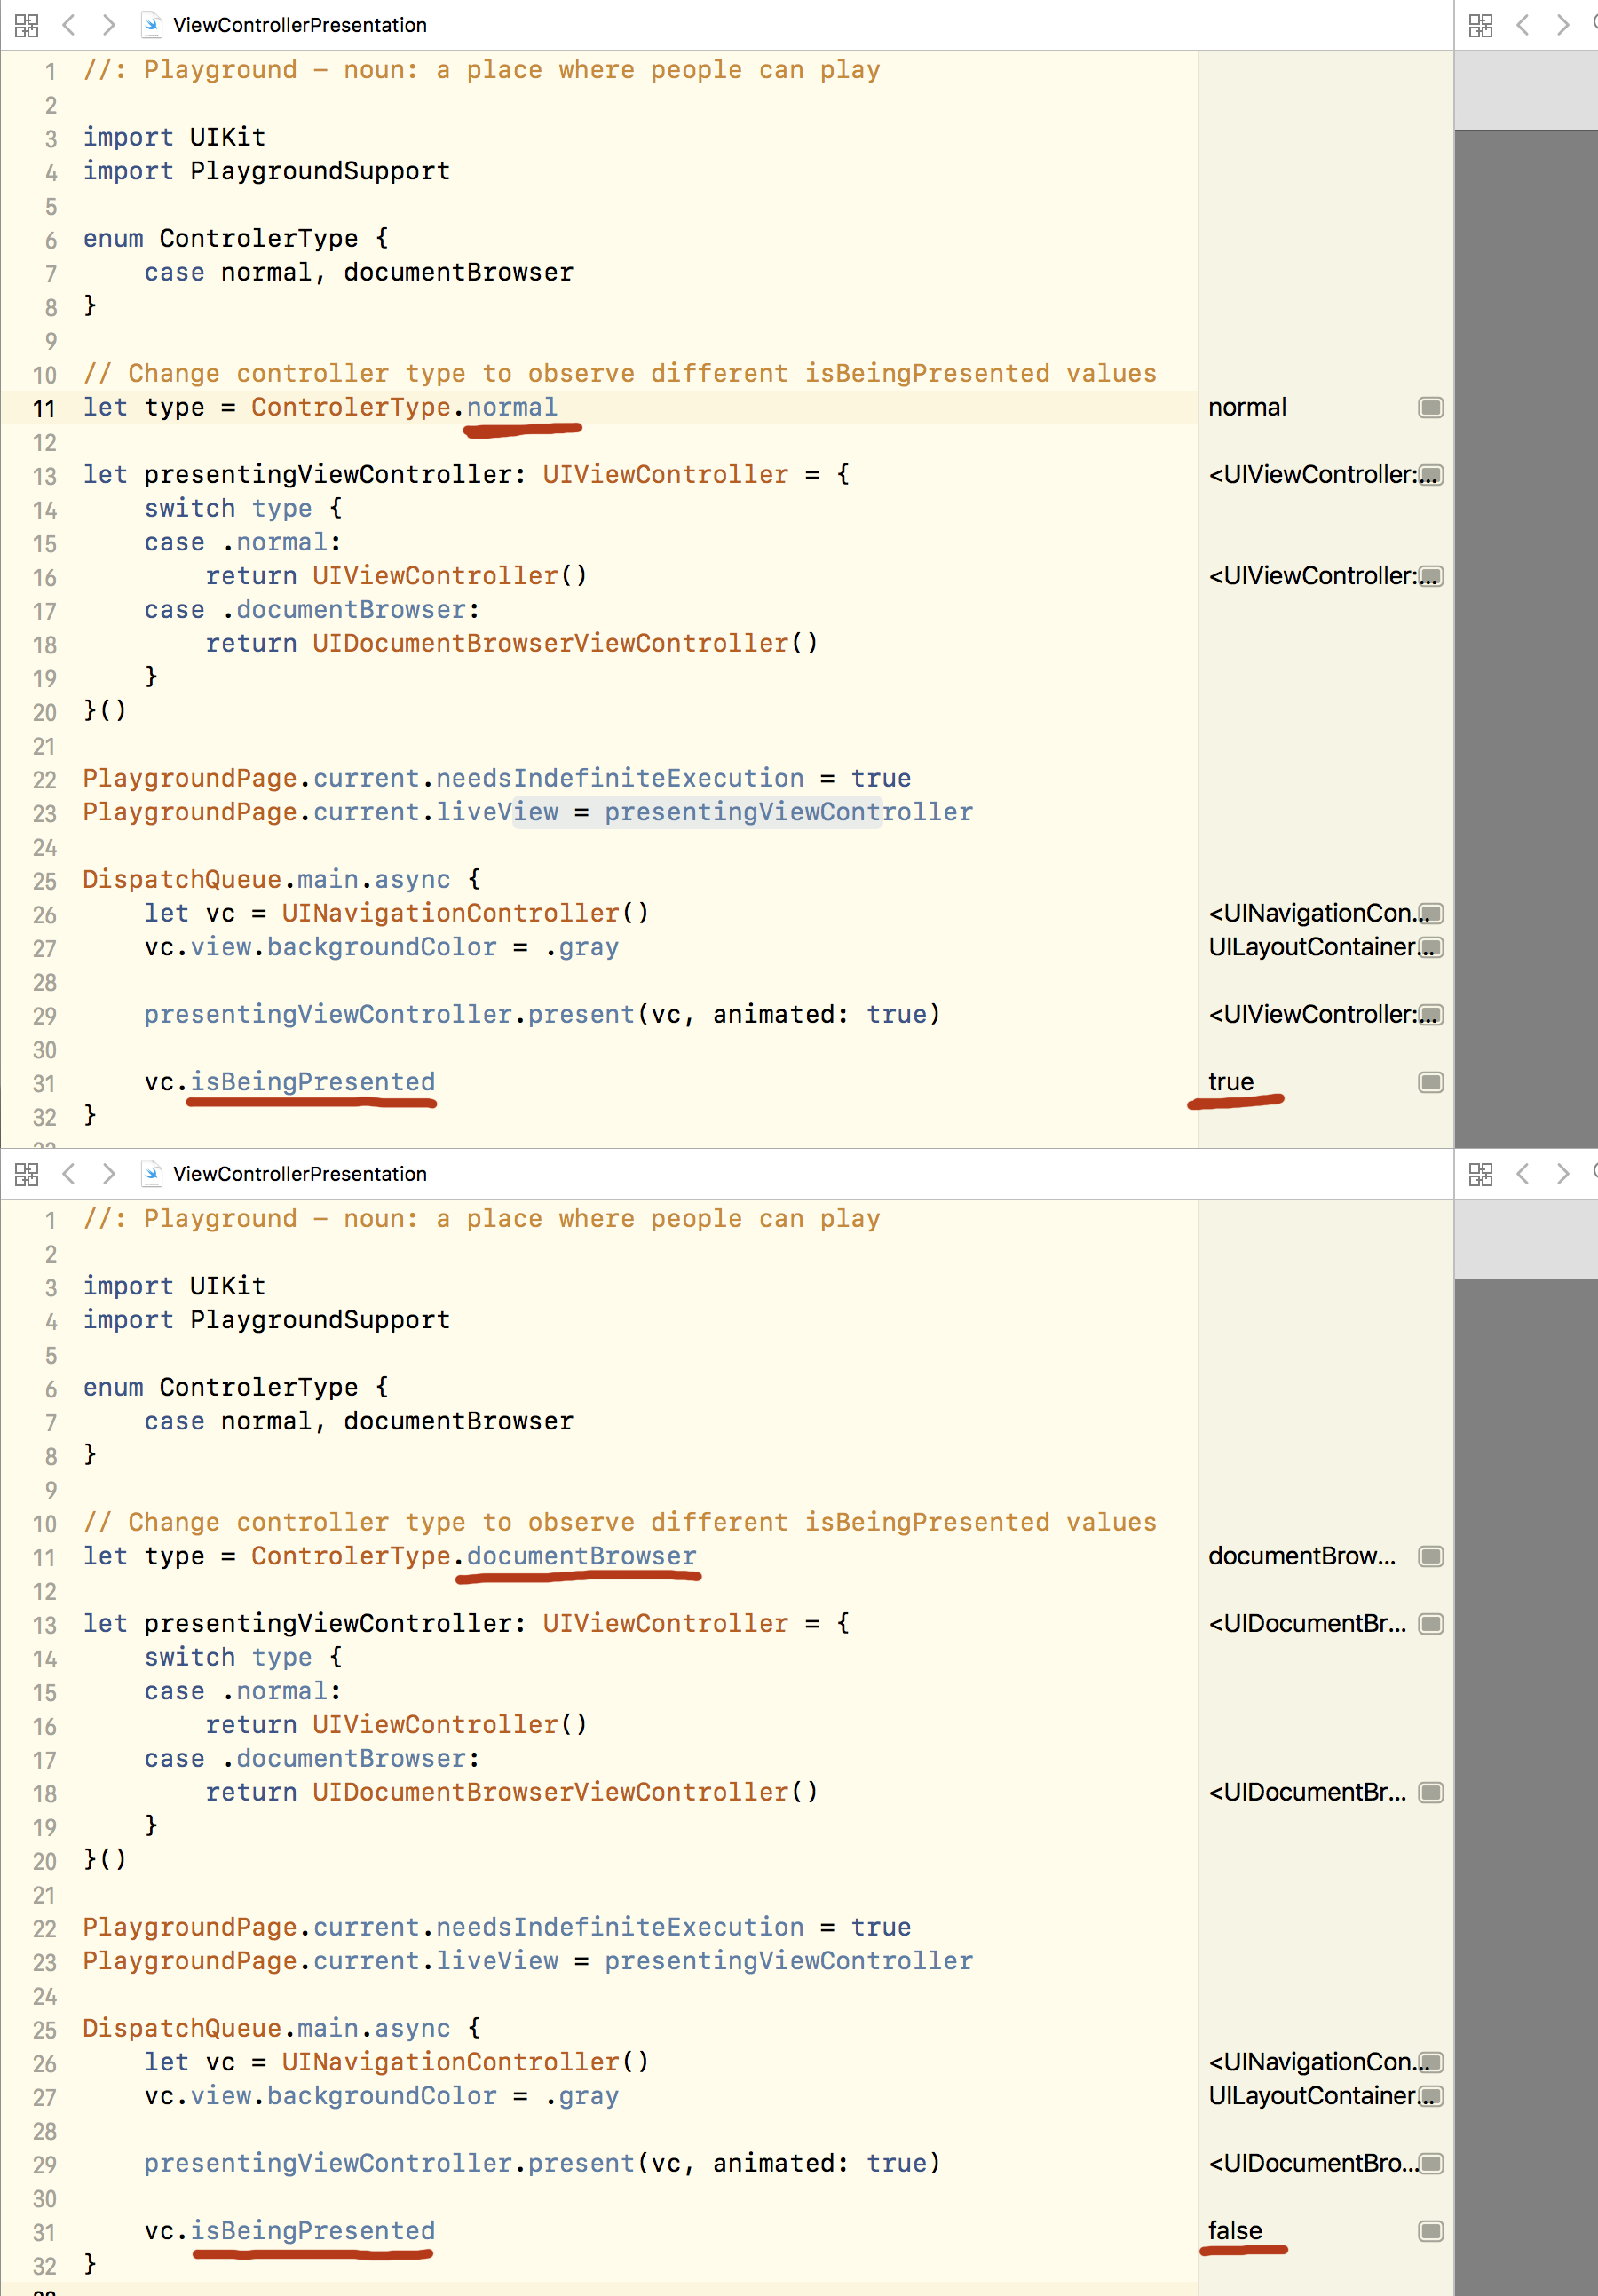 ViewControllerPresentation
1 //: Playground – noun: a place where people can play
2
3 import UIKit
4 import PlaygroundSupport
5
6 enum ControlerType {
7 case normal, documentBrowser
8 }
9
10 // Change controller type to observe different isBeingPresented values
11 let type = ControlerType.normal normal
12
13 let presentingViewController: UIViewController = { <UIViewController:...
14 switch type {
15 case .normal:
16 return UIViewController() <UIViewController:...
17 case .documentBrowser:
18 return UIDocumentBrowserViewController()
19 }
20 }()
21
22 PlaygroundPage.current.needsIndefiniteExecution = true
23 PlaygroundPage.current.liveView = presentingViewController
24
25 DispatchQueue.main.async {
26 let vc = UINavigationController() <UINavigationCon...
27 vc.view.backgroundColor = .gray UILayoutContainer...
28
29 presentingViewController.present(vc, animated: true) <UIViewController:...
30
31 vc.isBeingPresented true
32 }
ViewControllerPresentation
1 //: Playground – noun: a place where people can play
2
3 import UIKit
4 import PlaygroundSupport
5
6 enum ControlerType {
7 case normal, documentBrowser
8 }
9
10 // Change controller type to observe different isBeingPresented values
11 let type = ControlerType.documentBrowser documentBrow...
12
13 let presentingViewController: UIViewController = { <UIDocumentBr...
14 switch type {
15 case .normal:
16 return UIViewController()
17 case .documentBrowser:
18 return UIDocumentBrowserViewController() <UIDocumentBr...
19 }
20 }()
21
22 PlaygroundPage.current.needsIndefiniteExecution = true
23 PlaygroundPage.current.liveView = presentingViewController
24
25 DispatchQueue.main.async {
26 let vc = UINavigationController() <UINavigationCon...
27 vc.view.backgroundColor = .gray UILayoutContainer...
28
29 presentingViewController.present(vc, animated: true) <UIDocumentBro...
30
31 vc.isBeingPresented false
32 }